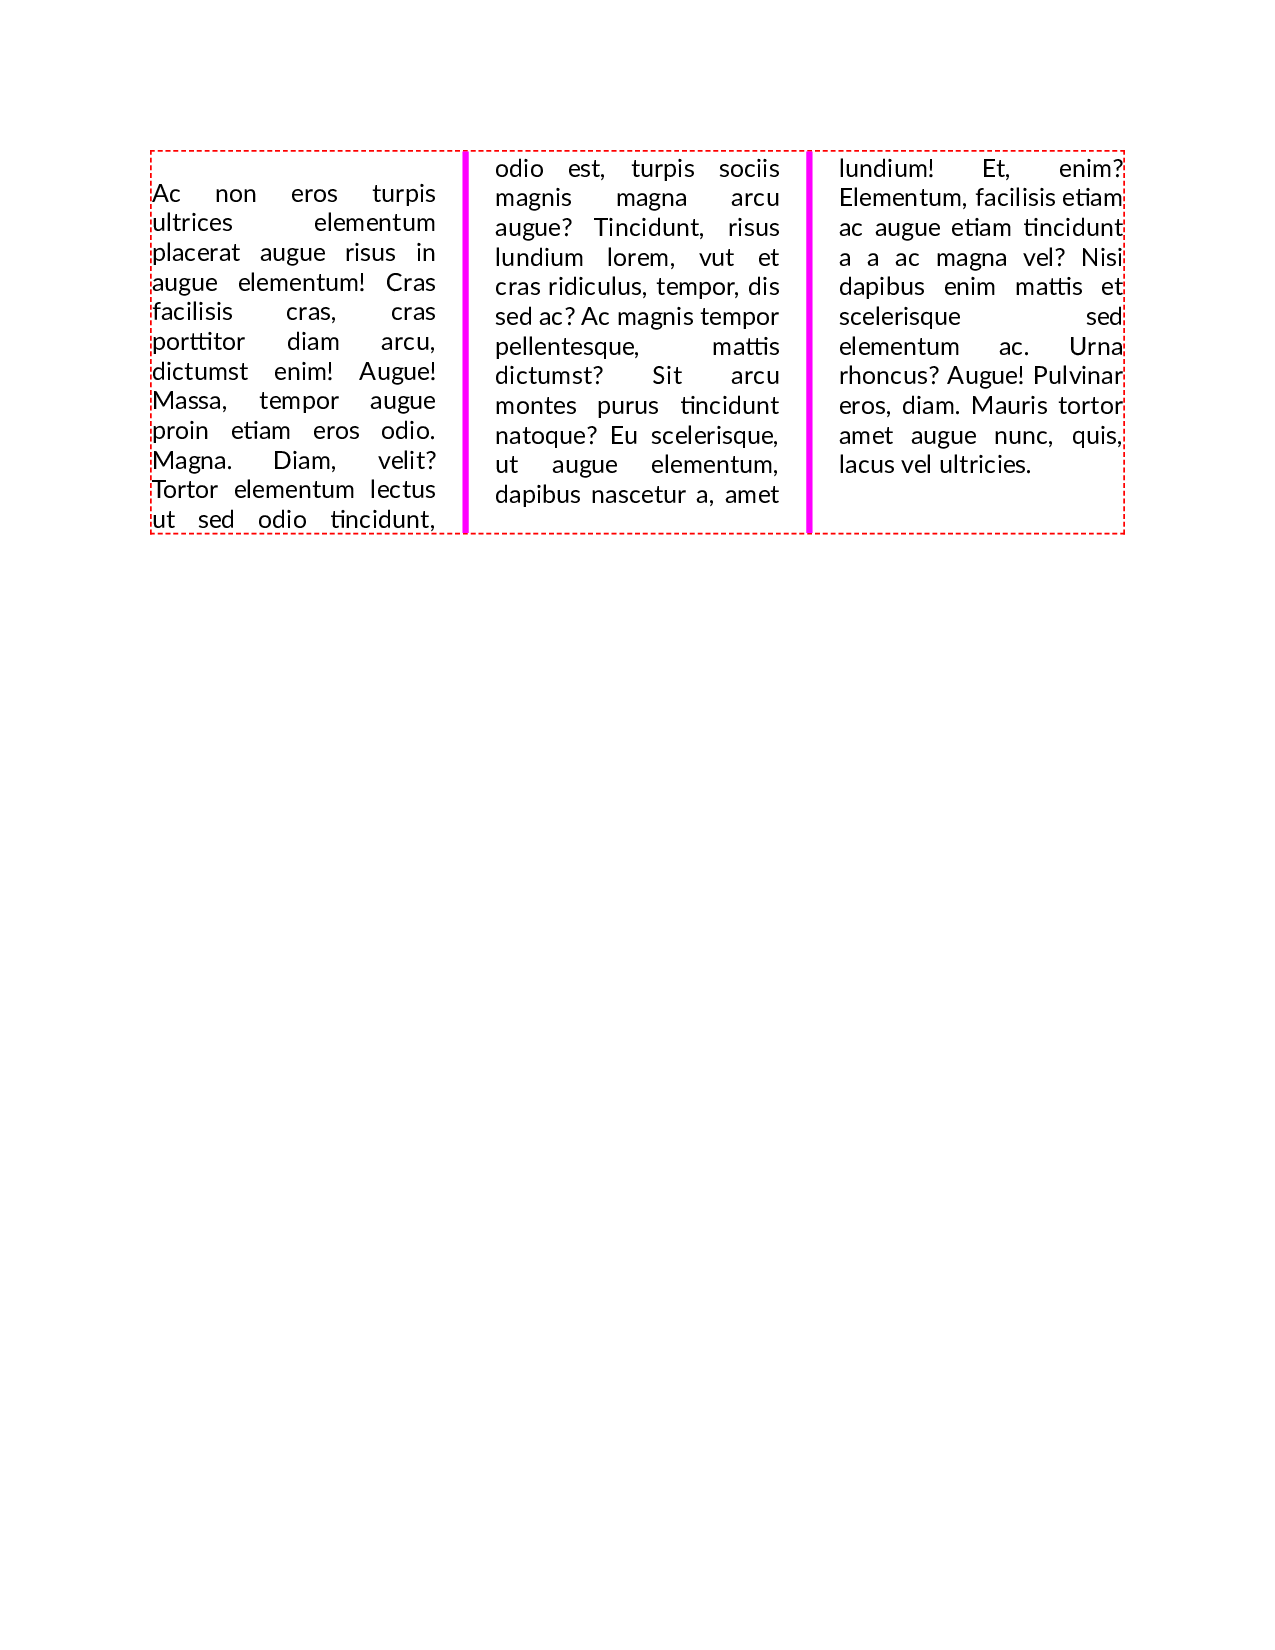 Ac non eros turpis
ultrices elementum
placerat augue risus in
augue elementum! Cras
facilisis cras, cras
porttitor diam arcu,
dictumst enim! Augue!
Massa, tempor augue
proin etiam eros odio.
Magna. Diam, velit?
Tortor elementum lectus
ut sed odio tincidunt,
odio est, turpis sociis
magnis magna arcu
augue? Tincidunt, risus
lundium lorem, vut et
cras ridiculus, tempor, dis
sed ac? Ac magnis tempor
pellentesque, mattis
dictumst? Sit arcu
montes purus tincidunt
natoque? Eu scelerisque,
ut augue elementum,
dapibus nascetur a, amet
lundium! Et, enim?
Elementum, facilisis etiam
ac augue etiam tincidunt
a a ac magna vel? Nisi
dapibus enim mattis et
scelerisque sed
elementum ac. Urna
rhoncus? Augue! Pulvinar
eros, diam. Mauris tortor
amet augue nunc, quis,
lacus vel ultricies.